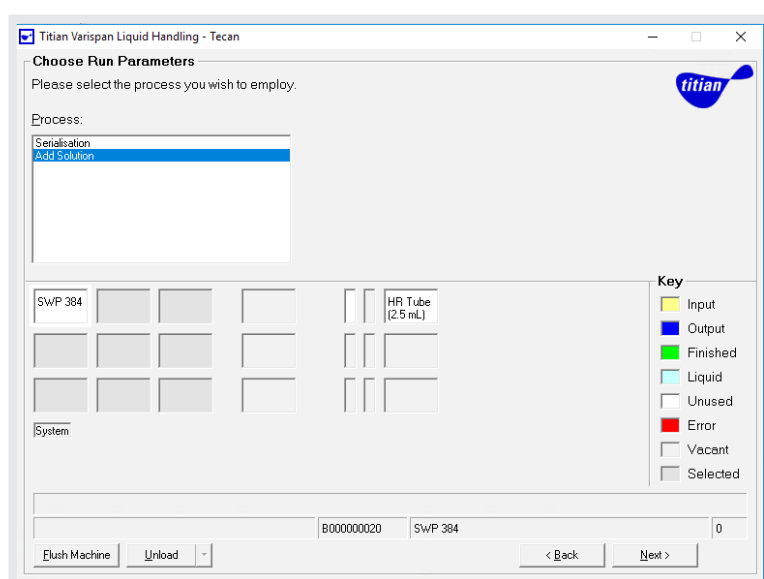 Titian Varispan Liquid Handling - Tecan
Choose Run Parameters
Please select the process you wish to employ.
titian
Process:
Serialisation
Add Solution
Key
SWP 384
HR Tube
(2.5 mL)
Input
Output
Finished
Liquid
Unused
Error
Vacant
Selected
System
B000000020 SWP 384 0
Flush Machine Unload < Back Next >